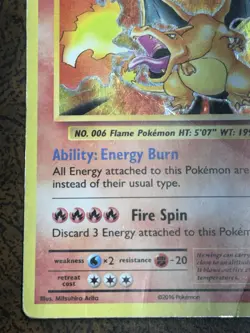 NO. 006 Flame Pokémon HT: 5'07" WT: 199
Ability: Energy Burn
All Energy attached to this Pokémon are
instead of their usual type.
Fire Spin
Discard 3 Energy attached to this Pokémon
weakness ×2 resistance -20
retreat
cost
Illus. Mitsuhiro Arita ©2016 Pokémon